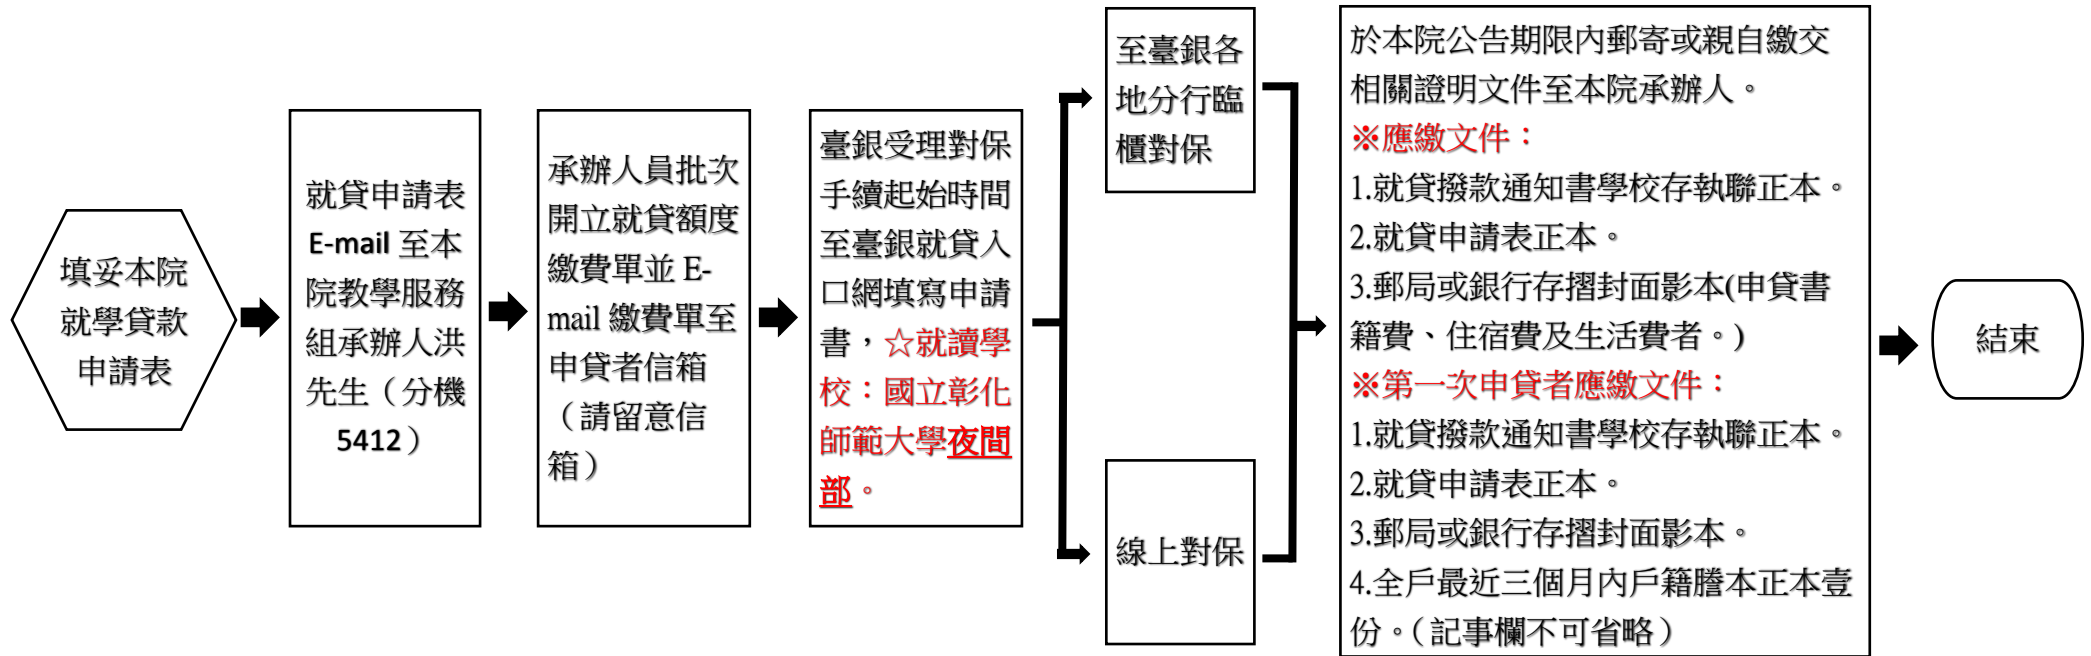 填妥本院
就學貸款
申請表
就貸申請表
E-mail 至本
院教學服務
組承辦人洪
先生（分機
5412）
承辦人員批次
開立就貸額度
繳費單並 E-
mail 繳費單至
申貸者信箱
（請留意信
箱）
臺銀受理對保
手續起始時間
至臺銀就貸入
口網填寫申請
書，☆就讀學
校：國立彰化
師範大學夜間
部。
至臺銀各
地分行臨
櫃對保
線上對保
於本院公告期限內郵寄或親自繳交
相關證明文件至本院承辦人。
※應繳文件：
1.就貸撥款通知書學校存執聯正本。
2.就貸申請表正本。
3.郵局或銀行存摺封面影本(申貸書
籍費、住宿費及生活費者。)
※第一次申貸者應繳文件：
1.就貸撥款通知書學校存執聯正本。
2.就貸申請表正本。
3.郵局或銀行存摺封面影本。
4.全戶最近三個月內戶籍謄本正本壹
份。（記事欄不可省略）
結束